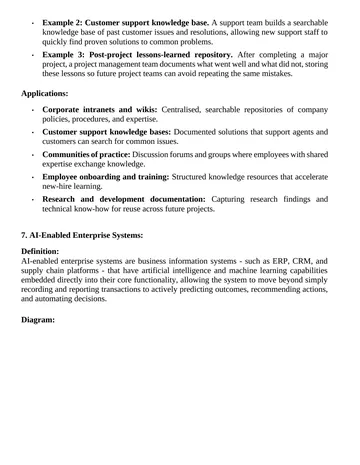 • Example 2: Customer support knowledge base. A support team builds a searchable
knowledge base of past customer issues and resolutions, allowing new support staff to
quickly find proven solutions to common problems.
• Example 3: Post-project lessons-learned repository. After completing a major
project, a project management team documents what went well and what did not, storing
these lessons so future project teams can avoid repeating the same mistakes.
Applications:
• Corporate intranets and wikis: Centralised, searchable repositories of company
policies, procedures, and expertise.
• Customer support knowledge bases: Documented solutions that support agents and
customers can search for common issues.
• Communities of practice: Discussion forums and groups where employees with shared
expertise exchange knowledge.
• Employee onboarding and training: Structured knowledge resources that accelerate
new-hire learning.
• Research and development documentation: Capturing research findings and
technical know-how for reuse across future projects.
7. AI-Enabled Enterprise Systems:
Definition:
AI-enabled enterprise systems are business information systems - such as ERP, CRM, and
supply chain platforms - that have artificial intelligence and machine learning capabilities
embedded directly into their core functionality, allowing the system to move beyond simply
recording and reporting transactions to actively predicting outcomes, recommending actions,
and automating decisions.
Diagram: